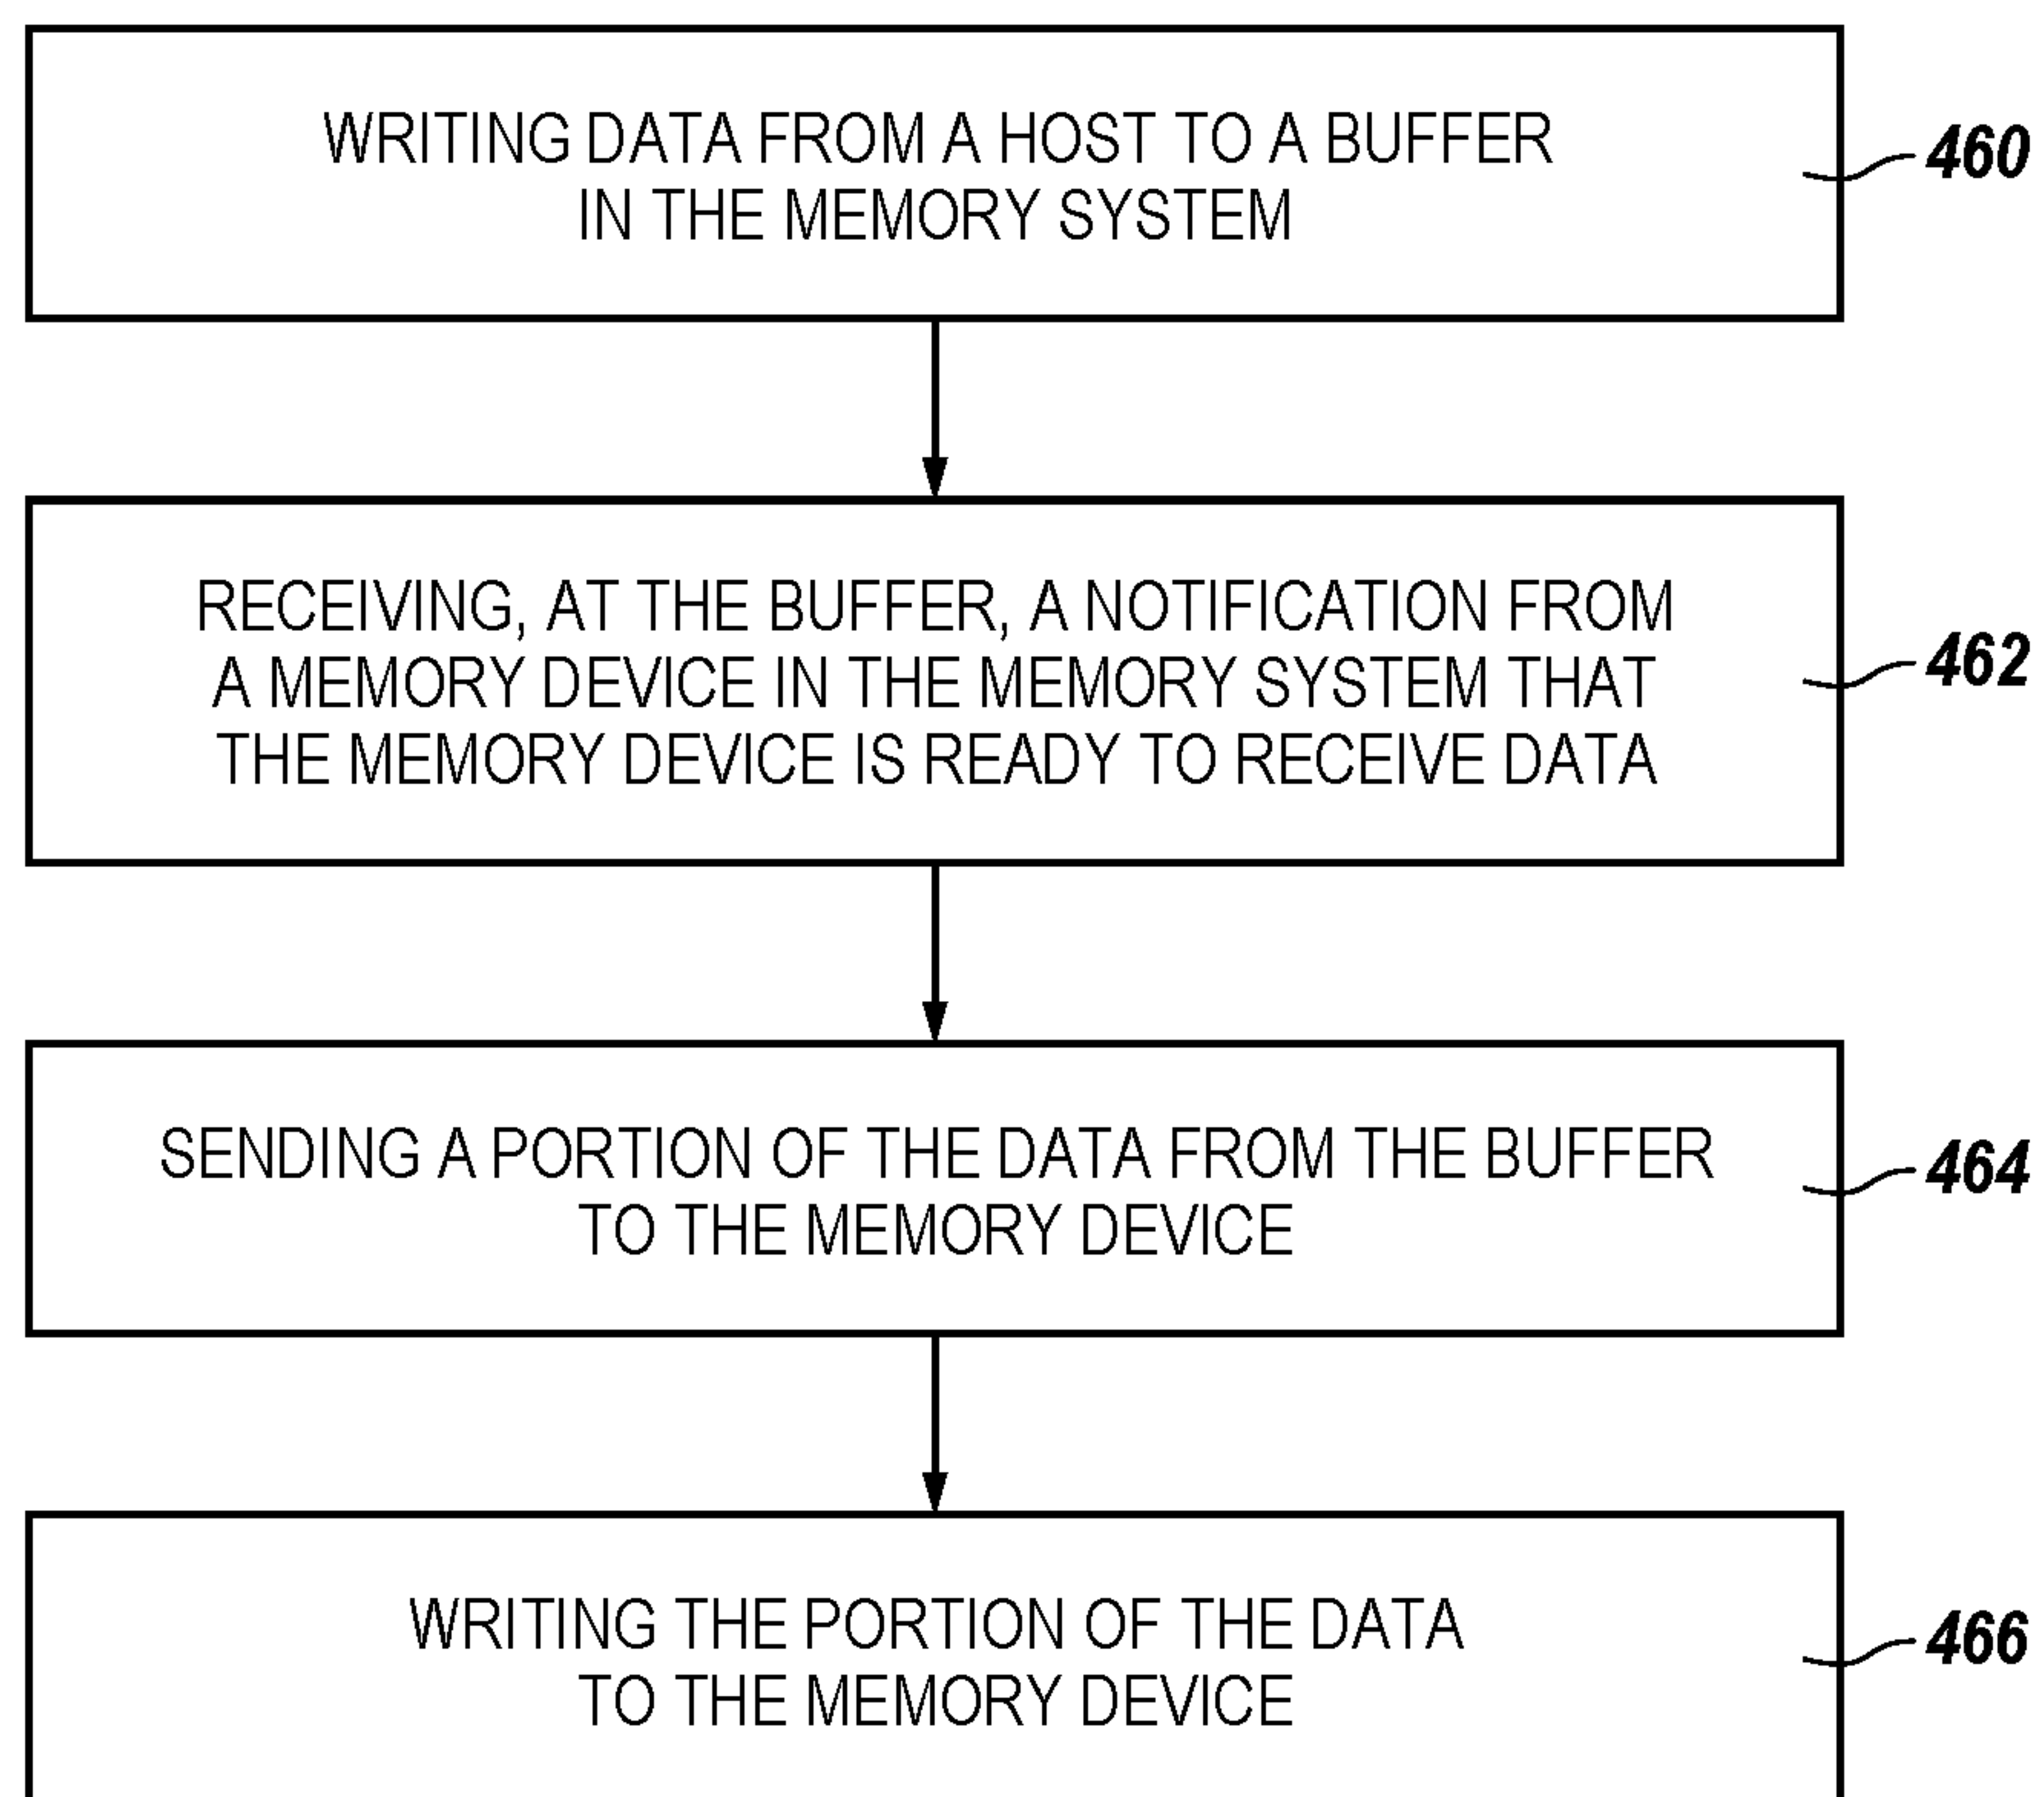 WRITING DATA FROM A HOST TO A BUFFER
IN THE MEMORY SYSTEM
460
RECEIVING, AT THE BUFFER, A NOTIFICATION FROM
A MEMORY DEVICE IN THE MEMORY SYSTEM THAT
THE MEMORY DEVICE IS READY TO RECEIVE DATA
462
SENDING A PORTION OF THE DATA FROM THE BUFFER
TO THE MEMORY DEVICE
464
WRITING THE PORTION OF THE DATA
TO THE MEMORY DEVICE
466